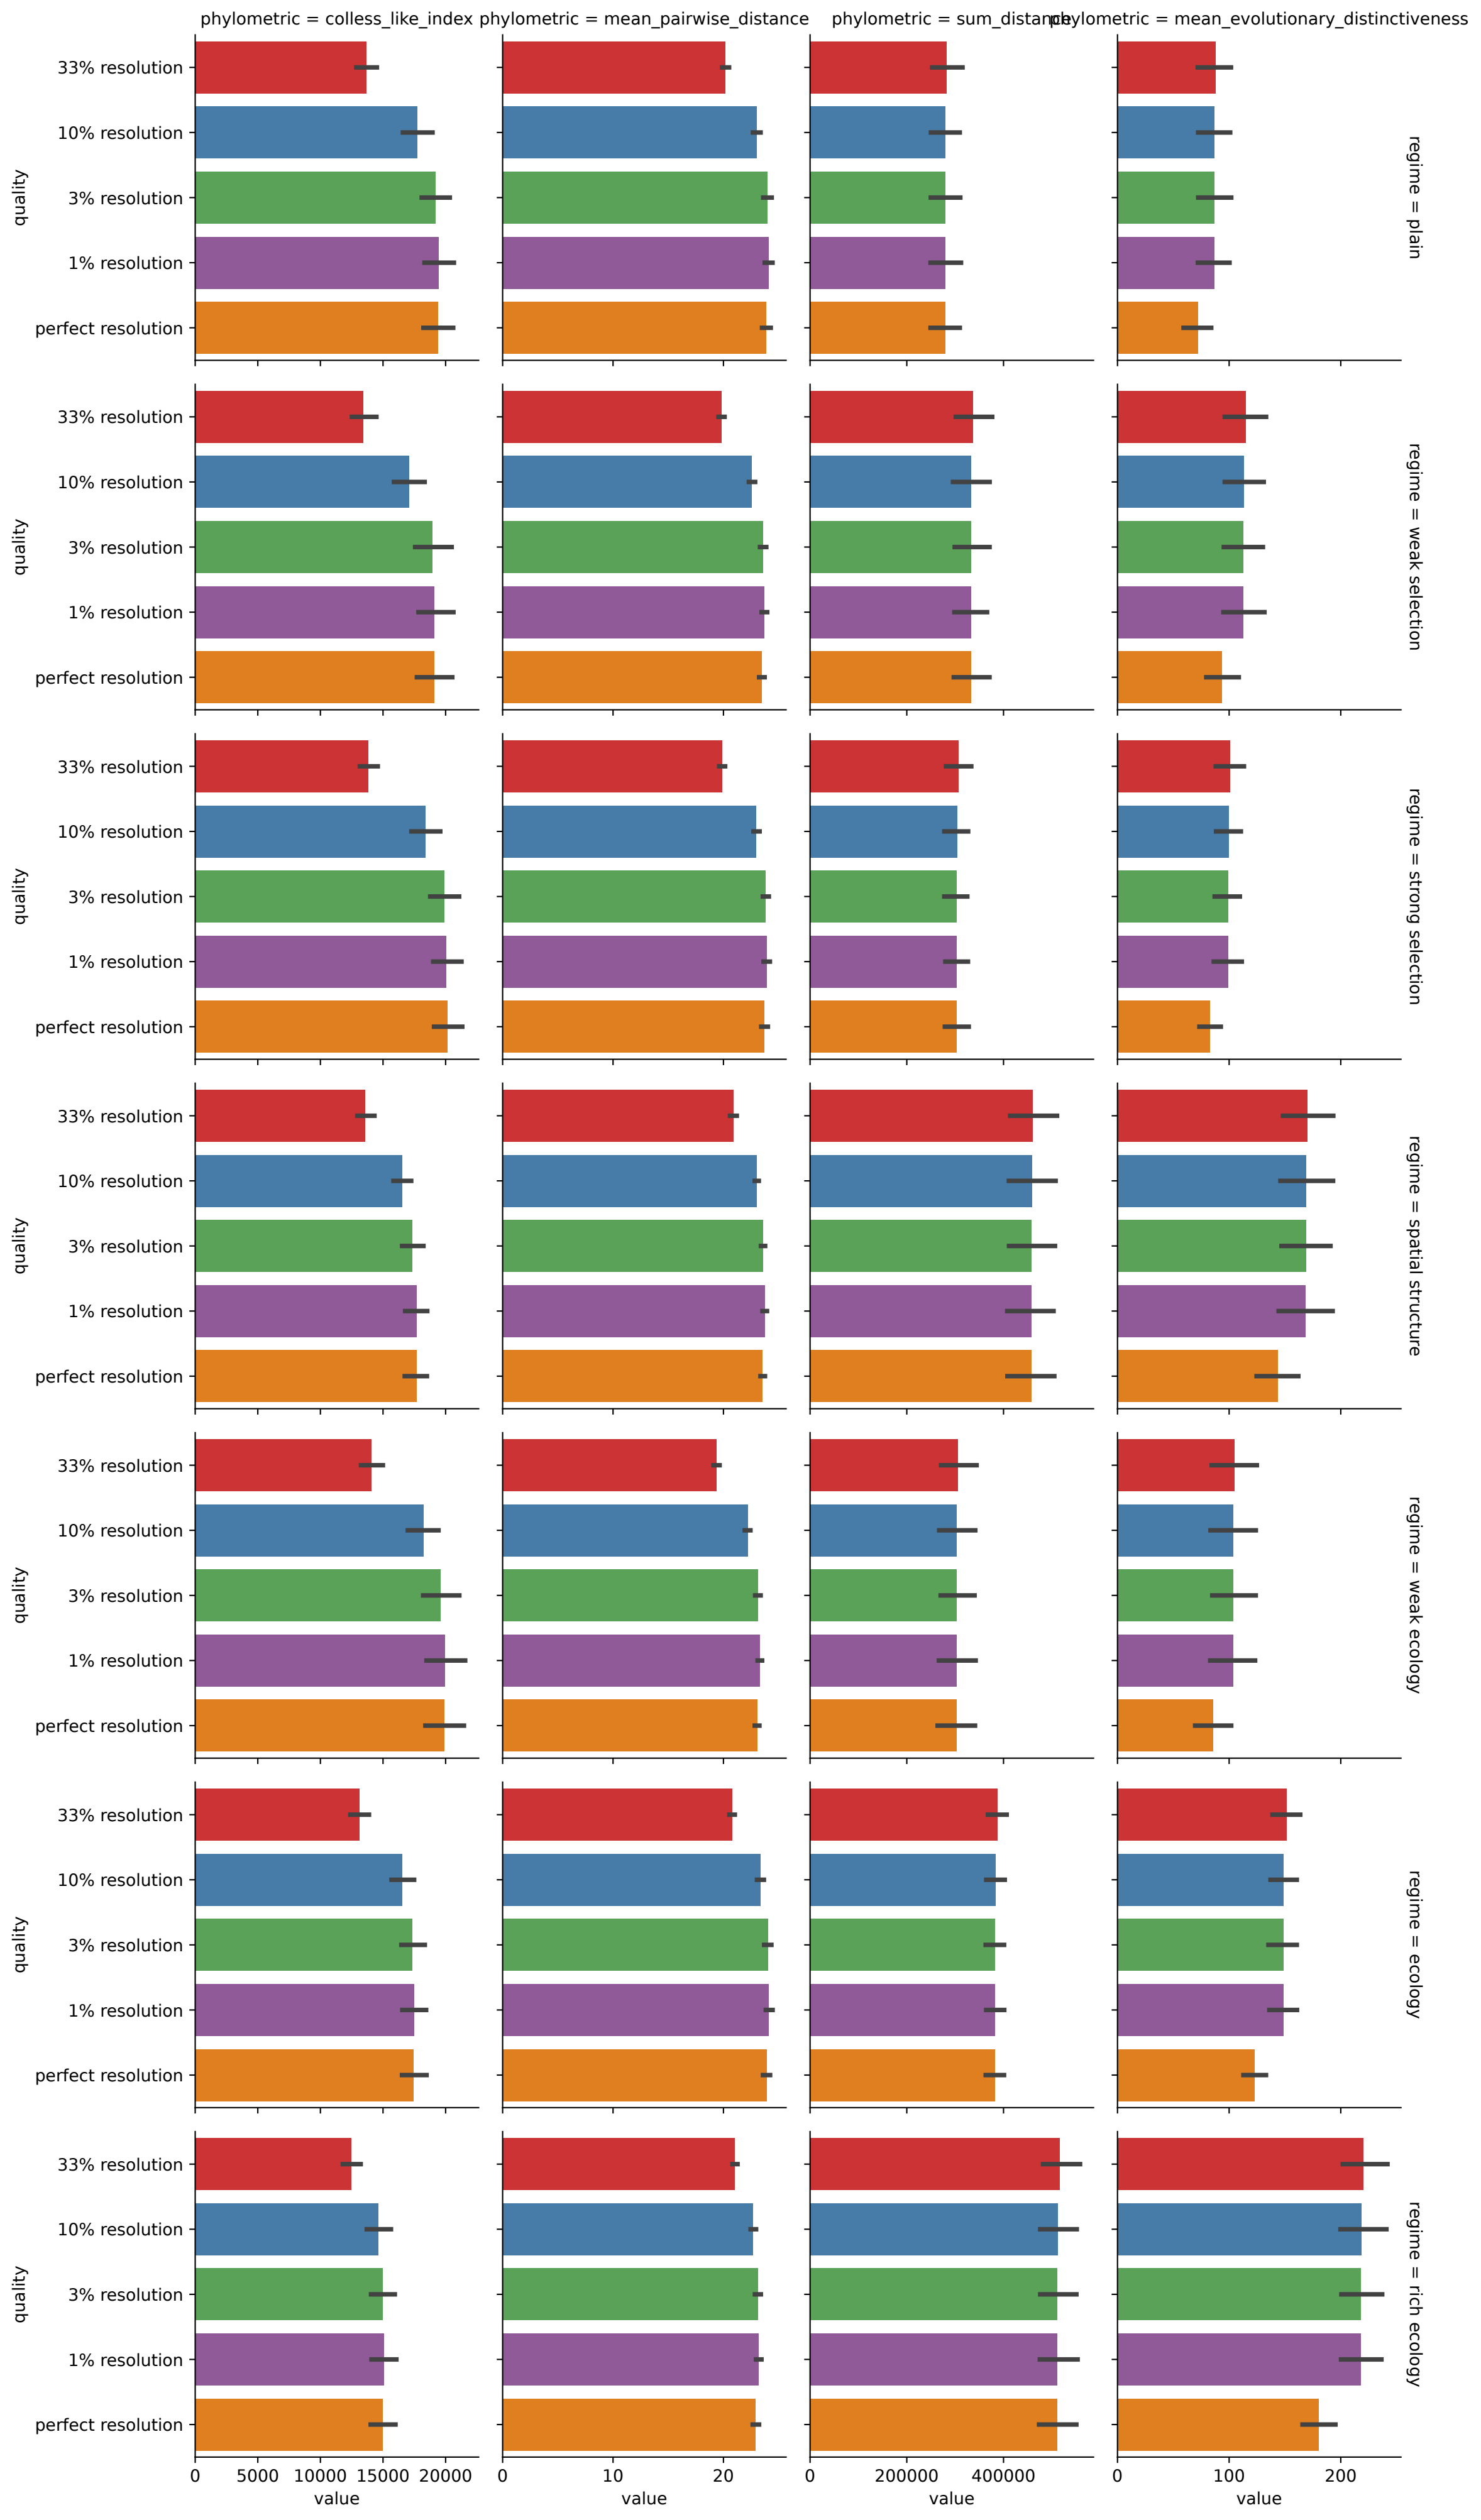 phylometric = colless_like_index
phylometric = mean_pairwise_distance
phylometric = sum_distance
phylometric = mean_evolutionary_distinctiveness
quality
33% resolution
10% resolution
3% resolution
1% resolution
perfect resolution
regime = plain
quality
33% resolution
10% resolution
3% resolution
1% resolution
perfect resolution
regime = weak selection
quality
33% resolution
10% resolution
3% resolution
1% resolution
perfect resolution
regime = strong selection
quality
33% resolution
10% resolution
3% resolution
1% resolution
perfect resolution
regime = spatial structure
quality
33% resolution
10% resolution
3% resolution
1% resolution
perfect resolution
regime = weak ecology
quality
33% resolution
10% resolution
3% resolution
1% resolution
perfect resolution
regime = ecology
quality
33% resolution
10% resolution
3% resolution
1% resolution
perfect resolution
regime = rich ecology
0 5000 10000 15000 20000
0 10 20
0 200000 400000
0 100 200
value
value
value
value